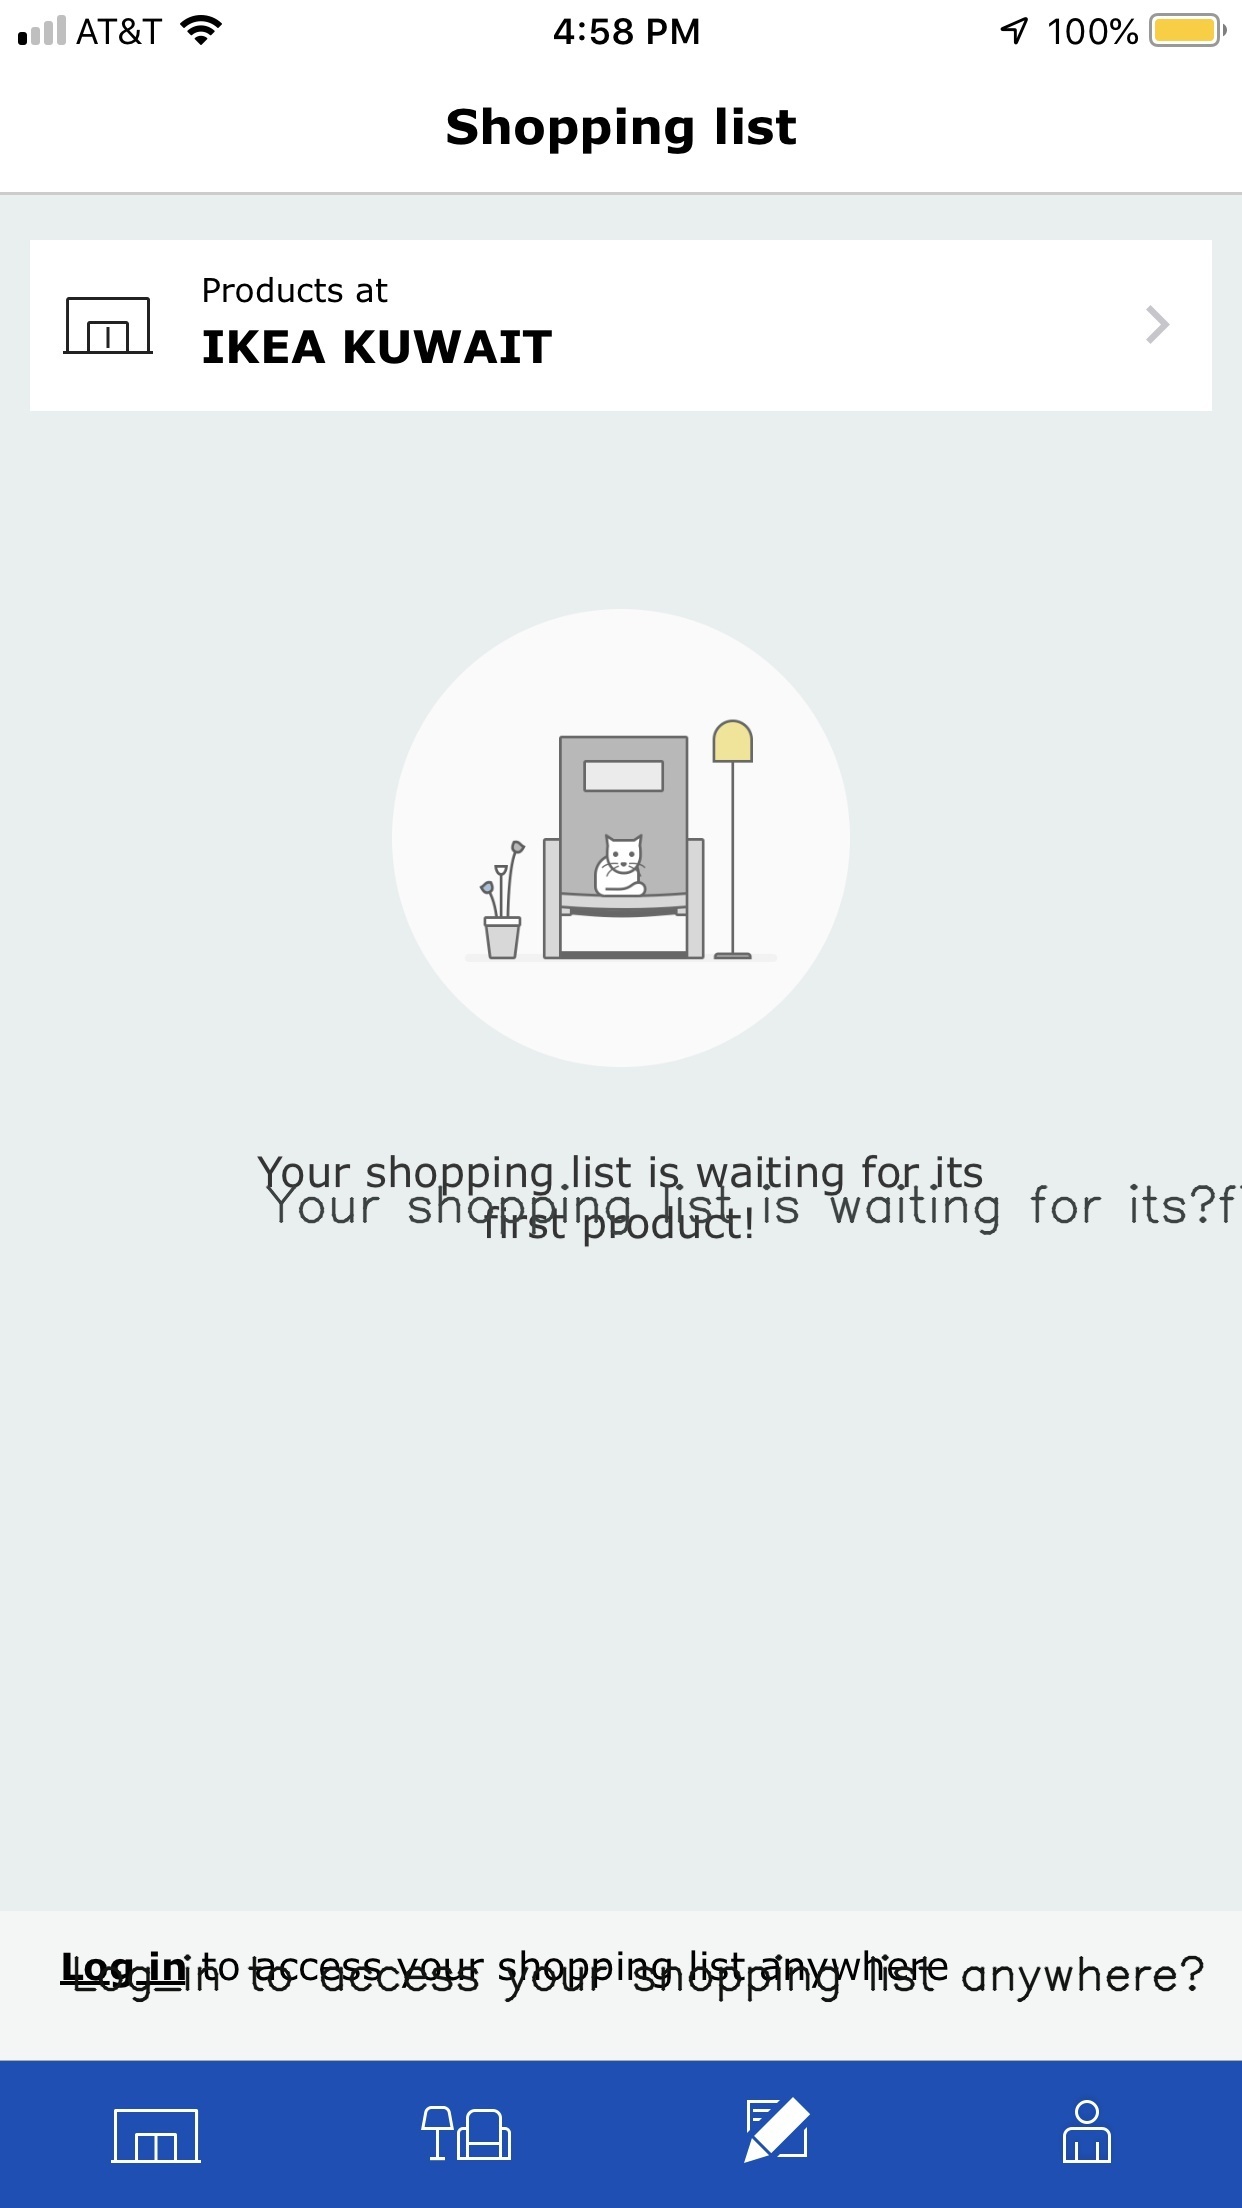 AT&T 4:58 PM 100%
Shopping list
Products at
IKEA KUWAIT
Your shopping list is waiting for its
Your shopping list is waiting for its?f
first product!
Log in to access your shopping list anywhere
Log in to access your shopping list anywhere?